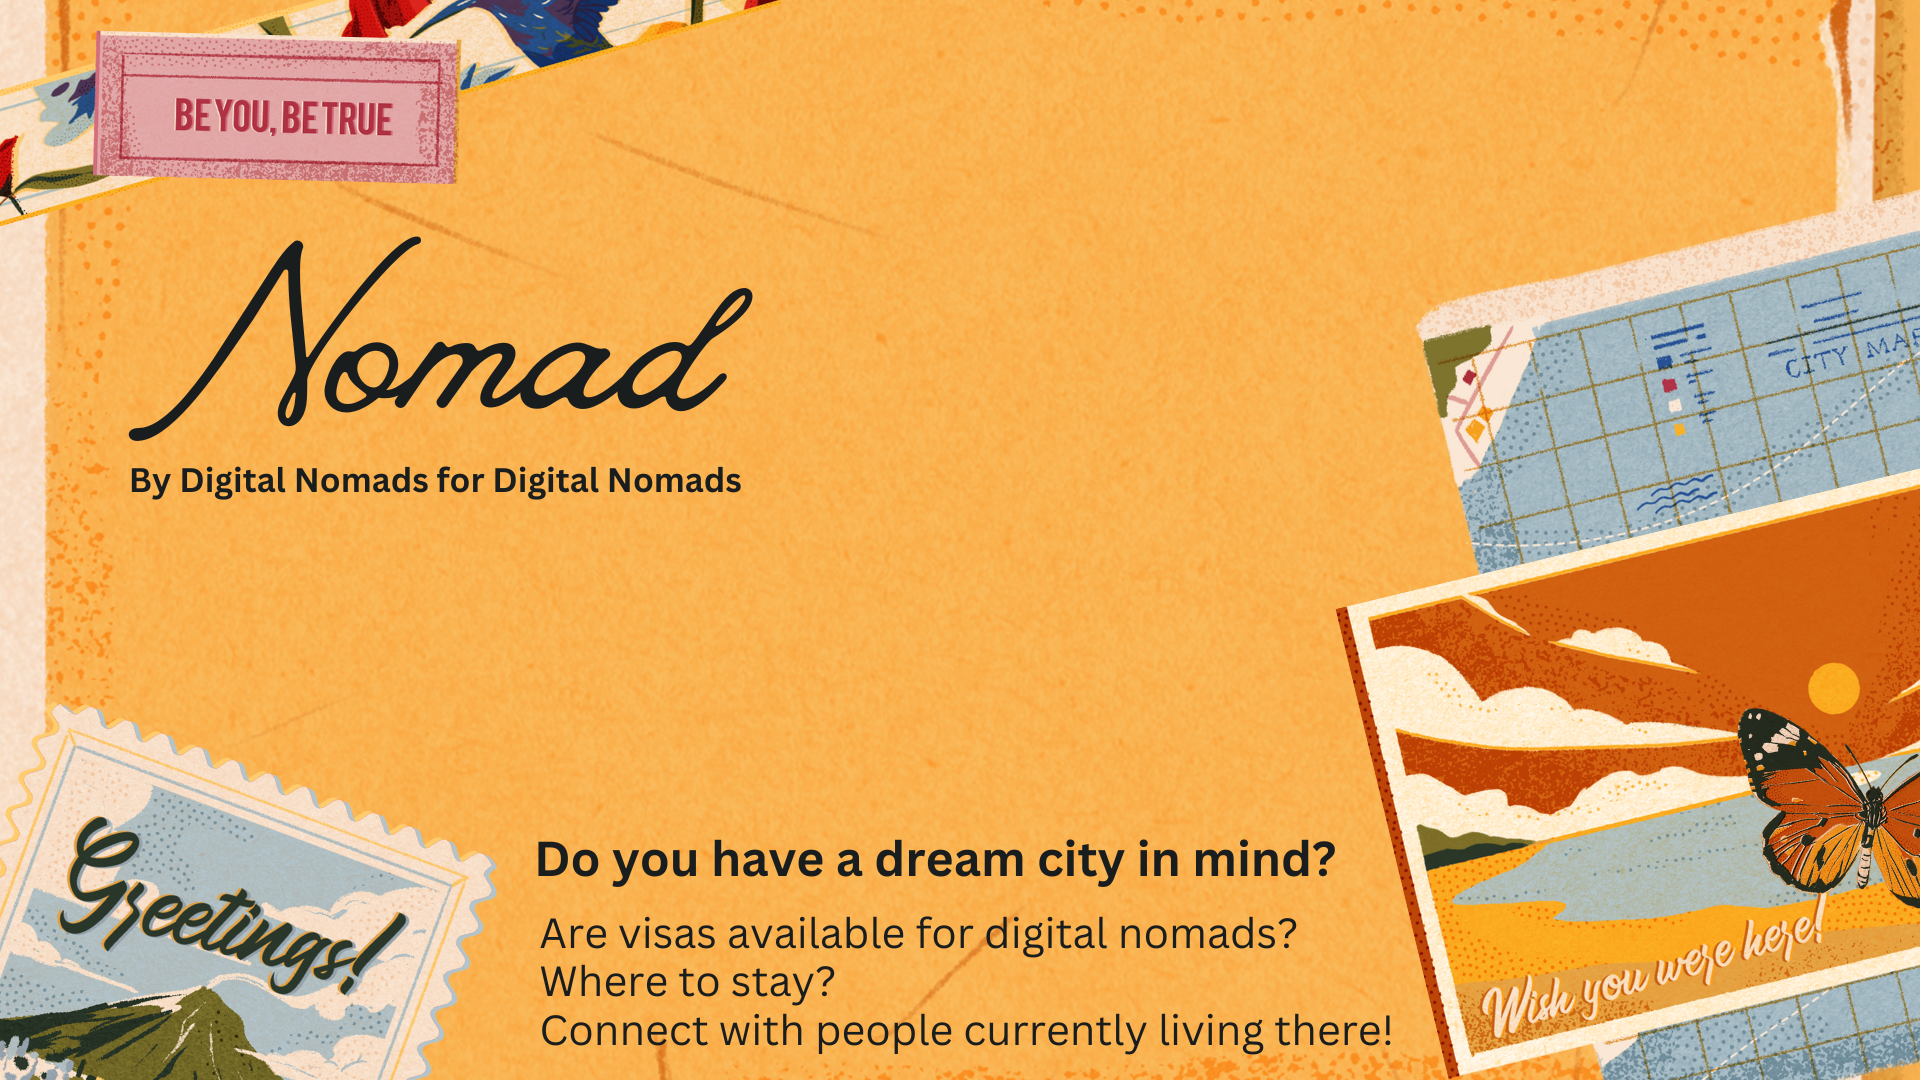 BE YOU, BE TRUE
Nomad
By Digital Nomads for Digital Nomads
CITY
Do you have a dream city in mind?
Are visas available for digital nomads?
Where to stay?
Connect with people currently living there!
Greetings!
Wish you were here!